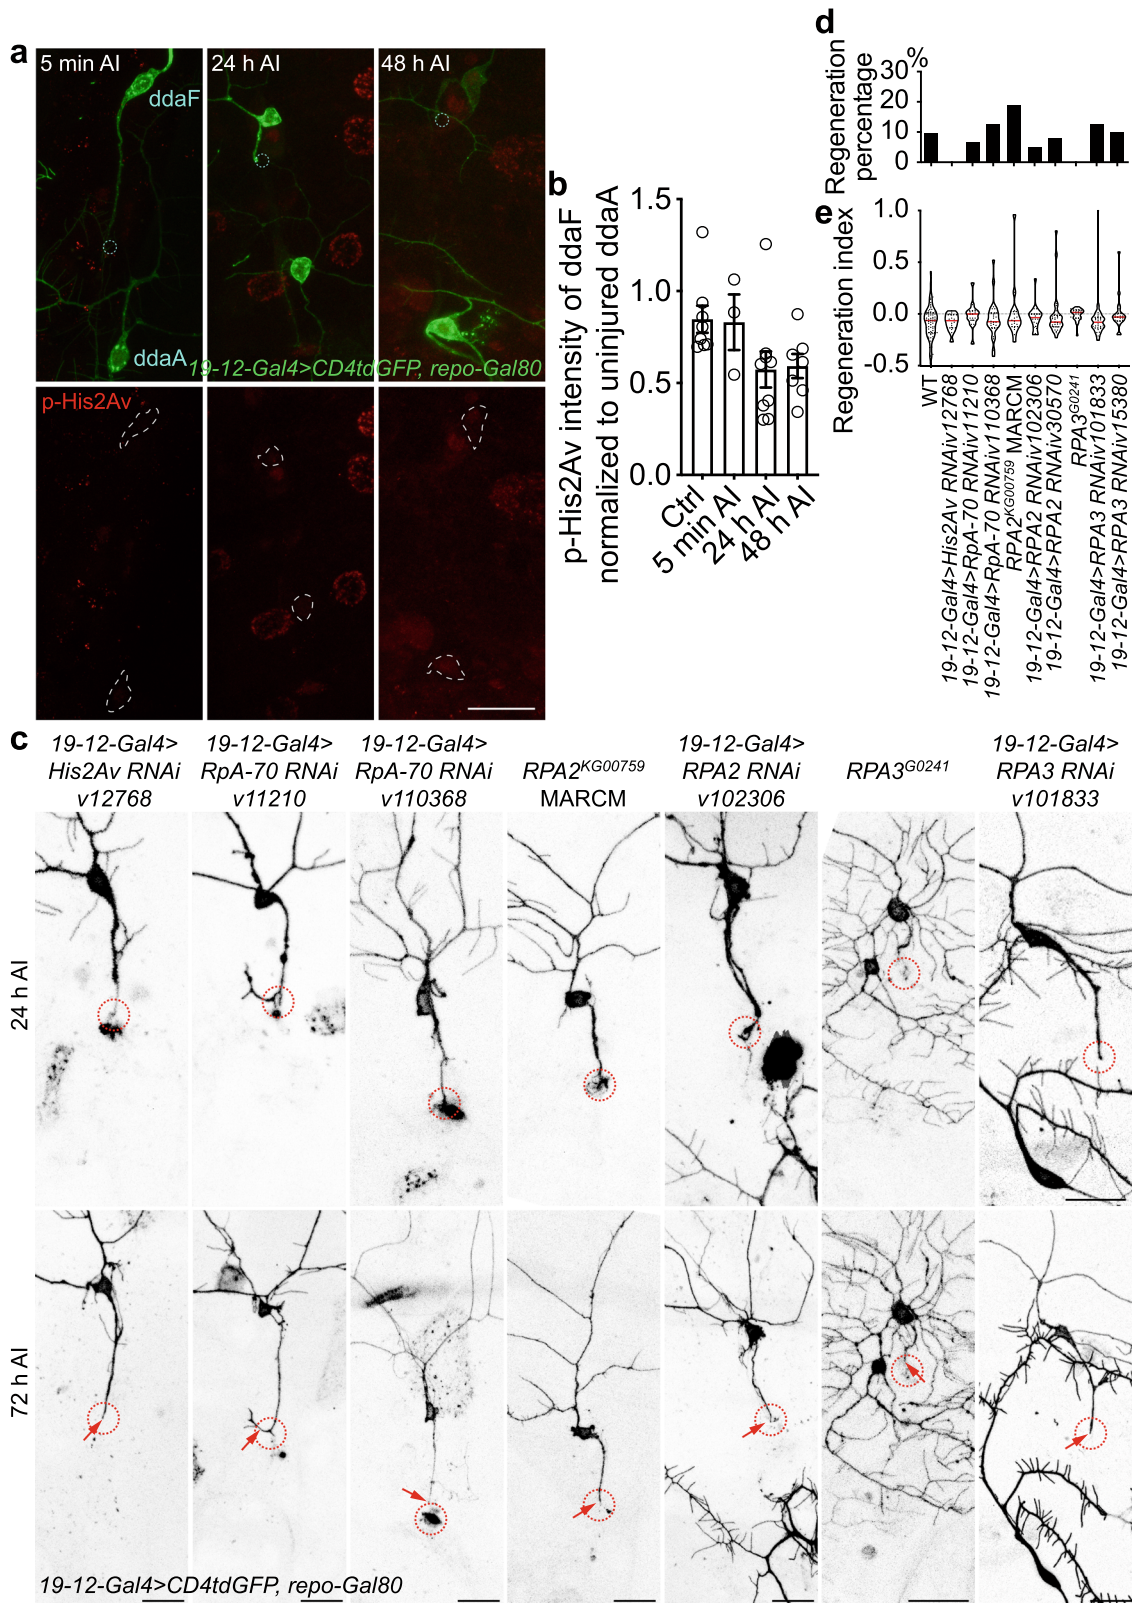 a
5 min AI
24 h AI
48 h AI
ddaF
ddaA
19-12-Gal4>CD4tdGFP, repo-Gal80
p-His2Av
b
p-His2Av intensity of ddaF
normalized to uninjured ddaA
1.5
1.0
0.5
0.0
Ctrl
5 min AI
24 h AI
48 h AI
d
Regeneration
percentage
%
30
20
10
0
e
Regeneration index
1.0
0.5
0.0
-0.5
WT
19-12-Gal4>His2Av RNAiv12768
19-12-Gal4>RpA-70 RNAiv11210
19-12-Gal4>RpA-70 RNAiv110368
RPA2KG00759 MARCM
19-12-Gal4>RPA2 RNAiv102306
19-12-Gal4>RPA2 RNAiv30570
RPA3G0241
19-12-Gal4>RPA3 RNAiv101833
19-12-Gal4>RPA3 RNAiv15380
c
19-12-Gal4>
His2Av RNAi
v12768
19-12-Gal4>
RpA-70 RNAi
v11210
19-12-Gal4>
RpA-70 RNAi
v110368
RPA2KG00759
MARCM
19-12-Gal4>
RPA2 RNAi
v102306
RPA3G0241
19-12-Gal4>
RPA3 RNAi
v101833
24 h AI
72 h AI
19-12-Gal4>CD4tdGFP, repo-Gal80